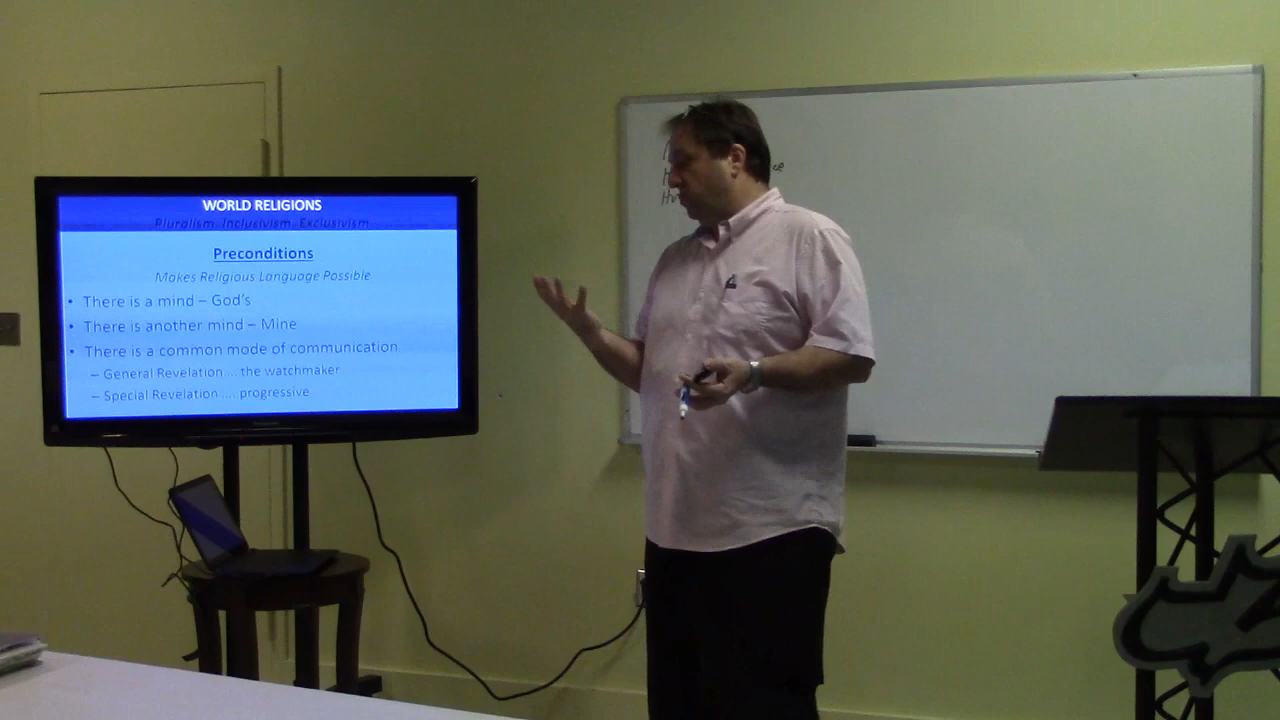 WORLD RELIGIONS
Pluralism Inclusivism Exclusivism
Preconditions
Makes Religious Language Possible
• There is a mind – God's
• There is another mind – Mine
• There is a common mode of communication
– General Revelation.... the watchmaker
– Special Revelation ..... progressive